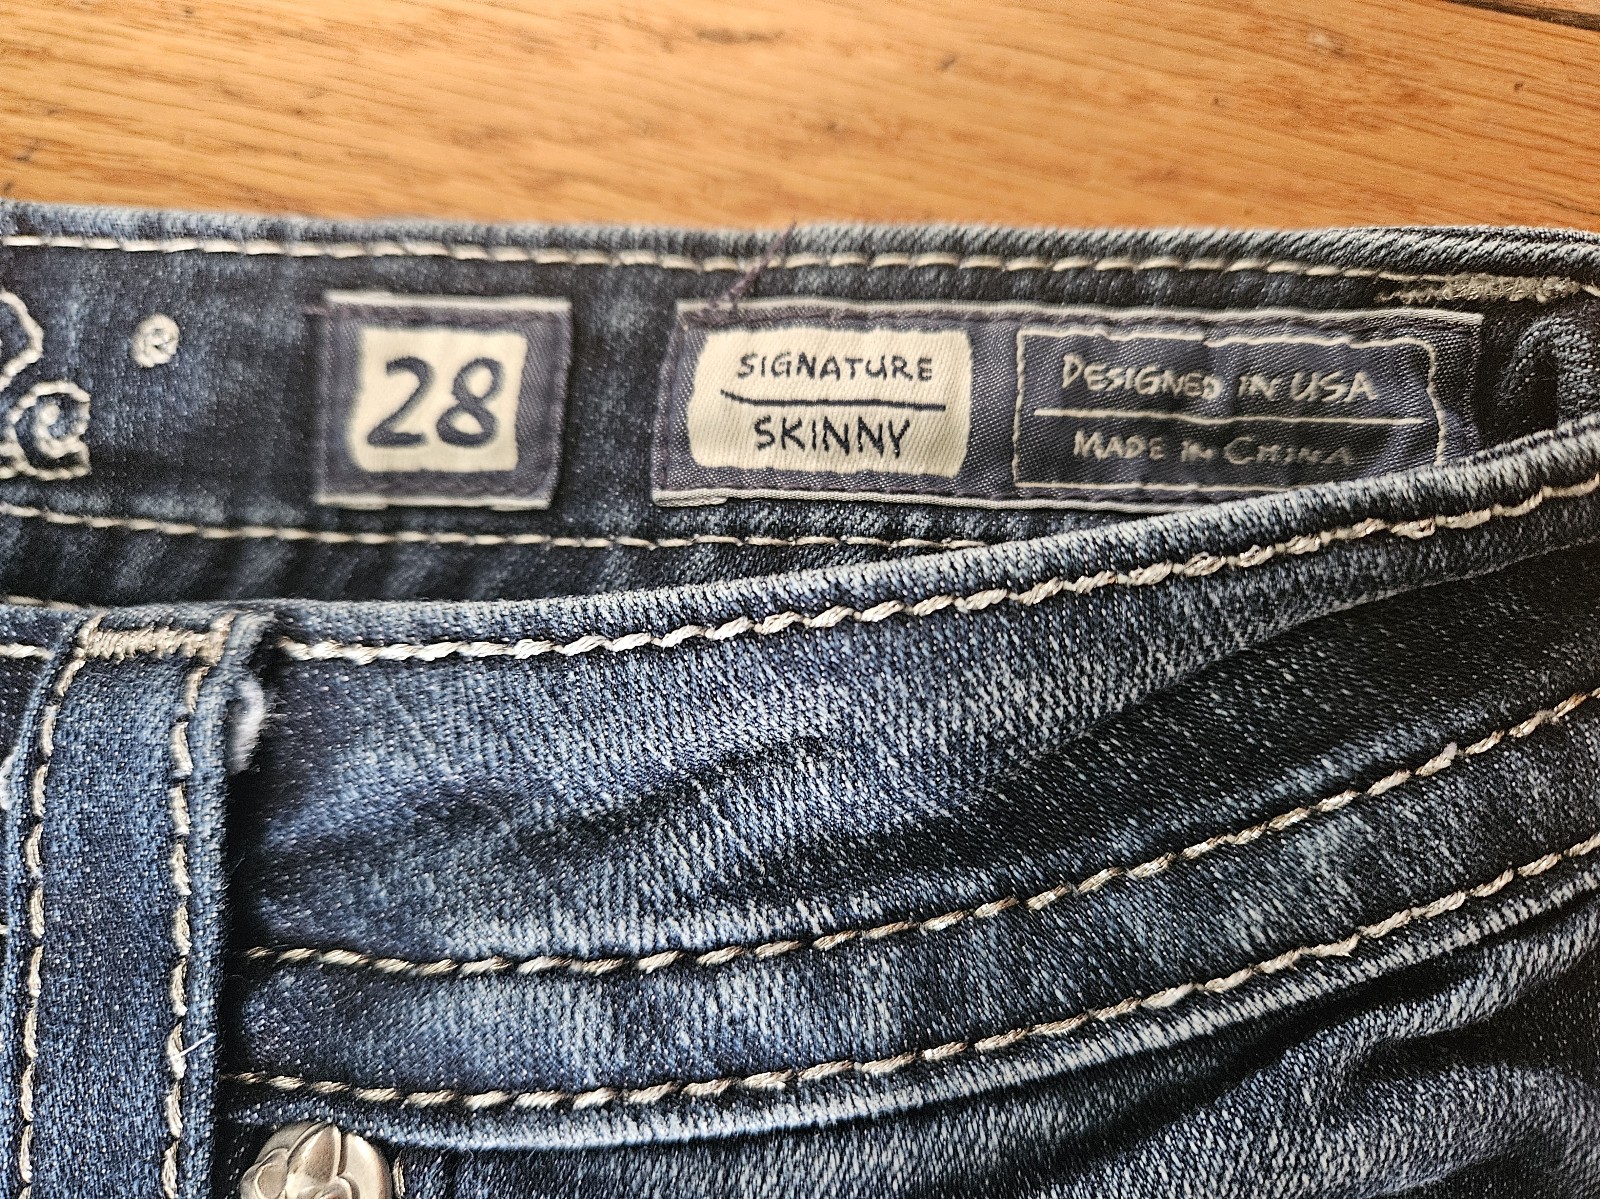 28
SIGNATURE
SKINNY
DESIGNED IN USA
MADE IN CHINA